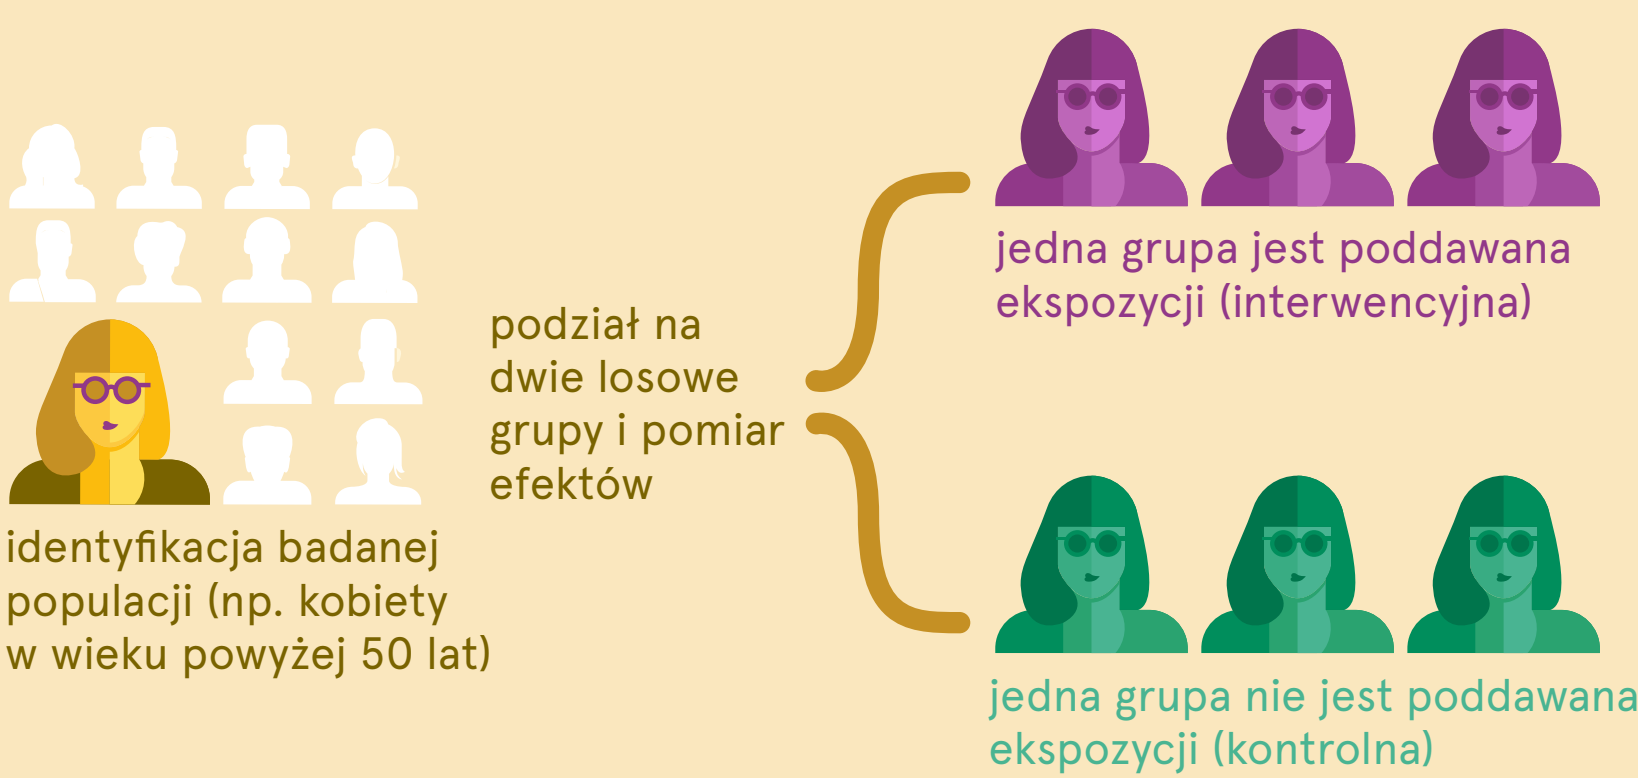 identyfikacja badanej
populacji (np. kobiety
w wieku powyżej 50 lat)
podział na
dwie losowe
grupy i pomiar
efektów
jedna grupa jest poddawana
ekspozycji (interwencyjna)
jedna grupa nie jest poddawana
ekspozycji (kontrolna)